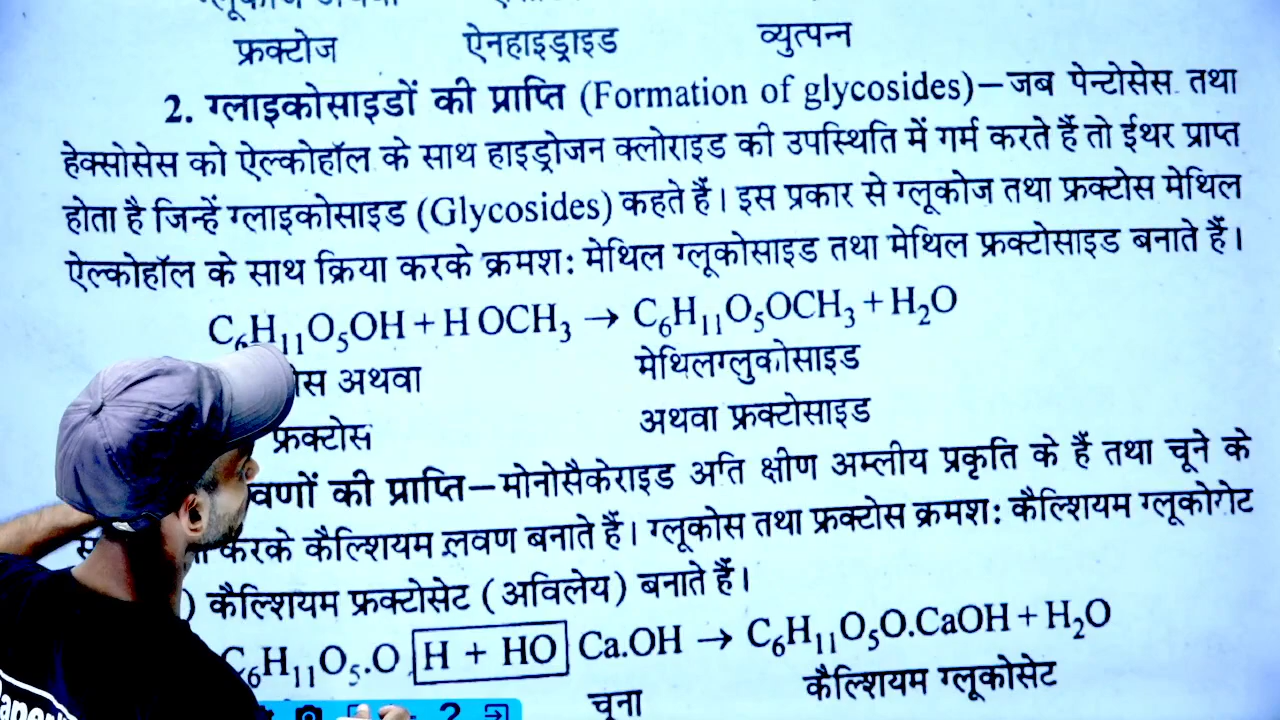 फ्रक्टोज ऐनहाइड्राइड व्युत्पन्न
2. ग्लाइकोसाइडों की प्राप्ति (Formation of glycosides)–जब पेन्टोसेस तथा
हेक्सोसेस को ऐल्कोहॉल के साथ हाइड्रोजन क्लोराइड की उपस्थिति में गर्म करते हैं तो ईथर प्राप्त
होता है जिन्हें ग्लाइकोसाइड (Glycosides) कहते हैं। इस प्रकार से ग्लूकोज तथा फ्रक्टोस मेथिल
ऐल्कोहॉल के साथ क्रिया करके क्रमश: मेथिल ग्लूकोसाइड तथा मेथिल फ्रक्टोसाइड बनाते हैं।
C₆H₁₁O₅OH + H OCH₃ → C₆H₁₁O₅OCH₃ + H₂O
अथवा मेथिलग्लुकोसाइड
फ्रक्टोस अथवा फ्रक्टोसाइड
की प्राप्ति–मोनोसैकेराइड अति क्षीण अम्लीय प्रकृति के हैं तथा चूने के
करके कैल्शियम लवण बनाते हैं। ग्लूकोस तथा फ्रक्टोस क्रमश: कैल्शियम ग्लूकोगेट
) कैल्शियम फ्रक्टोसेट (अविलेय) बनाते हैं।
C₆H₁₁O₅.O H + HO Ca.OH → C₆H₁₁O₅O.CaOH + H₂O
चूना कैल्शियम ग्लूकोसेट